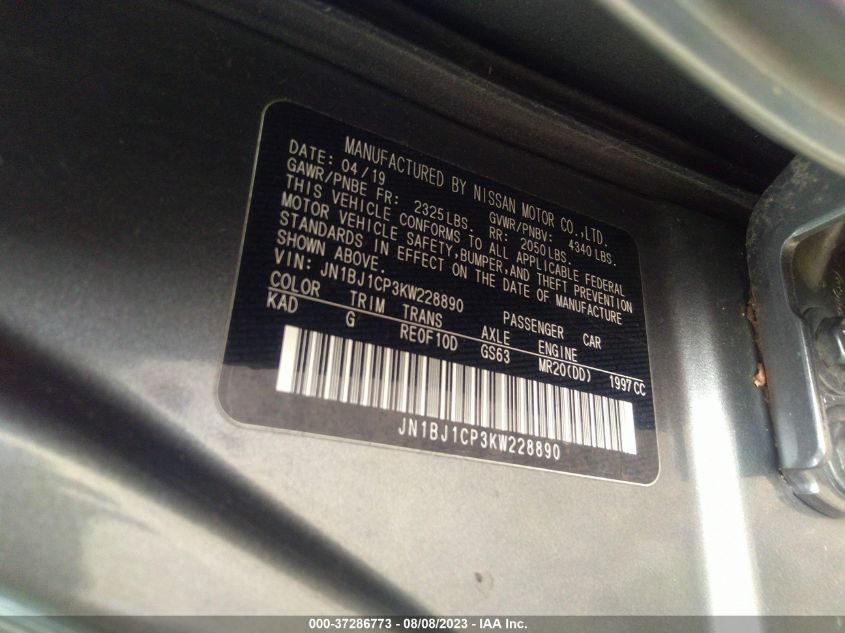 MANUFACTURED BY NISSAN MOTOR CO.,LTD.
DATE: 04/19 GVWR/PNBV: 4340 LBS.
GAWR/PNBE FR: 2325LBS. RR: 2050LBS.
THIS VEHICLE CONFORMS TO ALL APPLICABLE FEDERAL
MOTOR VEHICLE SAFETY,BUMPER,AND THEFT PREVENTION
STANDARDS IN EFFECT ON THE DATE OF MANUFACTURE
SHOWN ABOVE.
VIN: JN1BJ1CP3KW228890 PASSENGER CAR
COLOR TRIM TRANS AXLE ENGINE
KAD G RE0F10D GS63 MR20(DD) 1997CC
JN1BJ1CP3KW228890
000-37286773 - 08/08/2023 - IAA Inc.